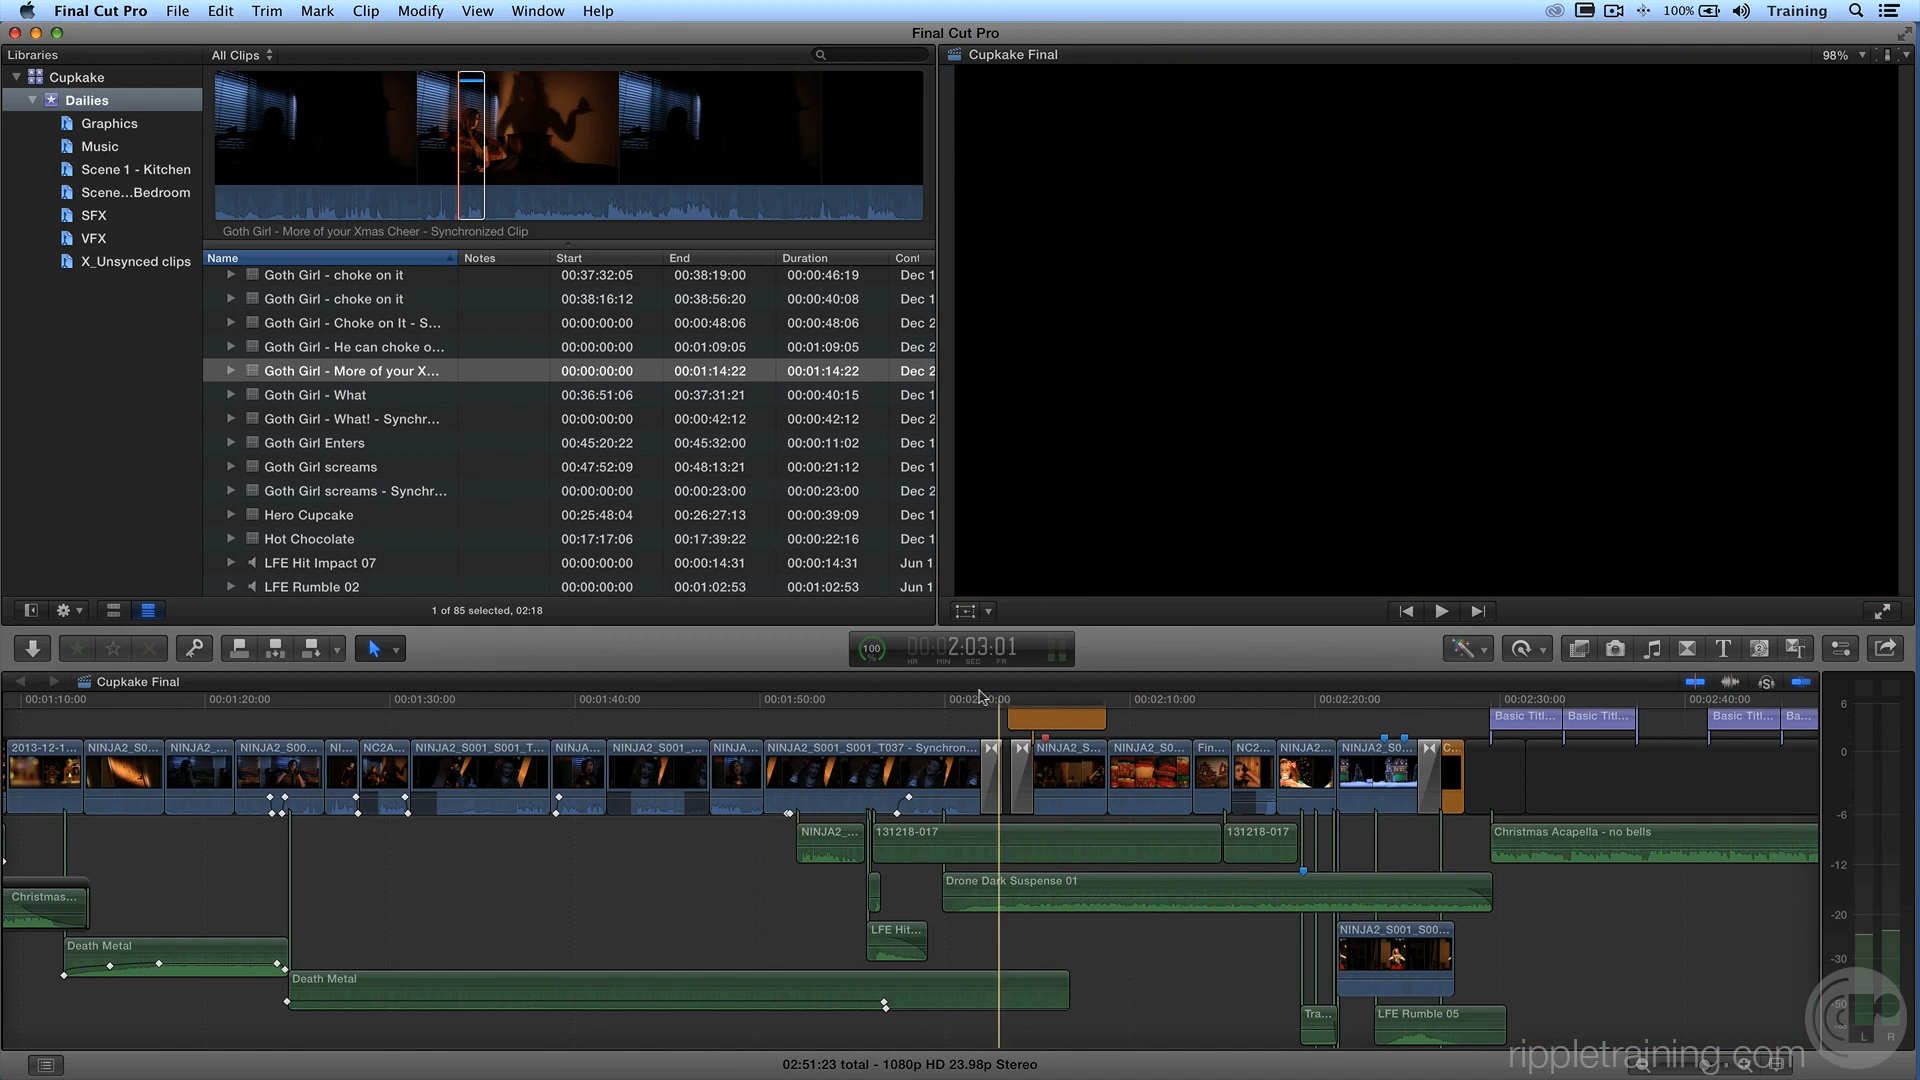 Final Cut Pro File Edit Trim Mark Clip Modify View Window Help 100% Training
Final Cut Pro
Libraries
All Clips
Cupkake Final
98%
Cupkake
Dailies
Graphics
Music
Scene 1 - Kitchen
Scene...Bedroom
SFX
VFX
X_Unsynced clips
Goth Girl - More of your Xmas Cheer - Synchronized Clip
Name Notes Start End Duration Cont
Goth Girl - choke on it 00:37:32:05 00:38:19:00 00:00:46:19 Dec 1
Goth Girl - choke on it 00:38:16:12 00:38:56:20 00:00:40:08 Dec 1
Goth Girl - Choke on It - S... 00:00:00:00 00:00:48:06 00:00:48:06 Dec 2
Goth Girl - He can choke o... 00:00:00:00 00:01:09:05 00:01:09:05 Dec 2
Goth Girl - More of your X... 00:00:00:00 00:01:14:22 00:01:14:22 Dec 2
Goth Girl - What 00:36:51:06 00:37:31:21 00:00:40:15 Dec 1
Goth Girl - What! - Synchr... 00:00:00:00 00:00:42:12 00:00:42:12 Dec 2
Goth Girl Enters 00:45:20:22 00:45:32:00 00:00:11:02 Dec 1
Goth Girl screams 00:47:52:09 00:48:13:21 00:00:21:12 Dec 1
Goth Girl screams - Synchr... 00:00:00:00 00:00:23:00 00:00:23:00 Dec 2
Hero Cupcake 00:25:48:04 00:26:27:13 00:00:39:09 Dec 1
Hot Chocolate 00:17:17:06 00:17:39:22 00:00:22:16 Dec 1
LFE Hit Impact 07 00:00:00:00 00:00:14:31 00:00:14:31 Jun 1
LFE Rumble 02 00:00:00:00 00:01:02:53 00:01:02:53 Jun 1
1 of 85 selected, 02:18
100 % 00:02:03:01
HR MIN SEC FR
Cupkake Final
00:01:10:00 00:01:20:00 00:01:30:00 00:01:40:00 00:01:50:00 00:02:10:00 00:02:20:00 00:02:30:00 00:02:40:00
Basic Titl... Basic Titl... Basic Titl... Ba...
2013-12-1... NINJA2_S0... NINJA2_... NINJA2_S00... NI... NC2A... NINJA2_S001_S001_T... NINJA... NINJA2_S001_... NINJA... NINJA2_S001_S001_T037 - Synchron... NINJA2_S... NINJA2_S0... Fin... NC2... NINJA2... NINJA2_S0... C...
NINJA2_... 131218-017 131218-017 Christmas Acapella - no bells
Christmas... Drone Dark Suspense 01
LFE Hit... NINJA2_S001_S00...
Death Metal
Death Metal
Tra... LFE Rumble 05
6
0
-6
-12
-20
-30
-50
L R
02:51:23 total - 1080p HD 23.98p Stereo
rippletraining.com